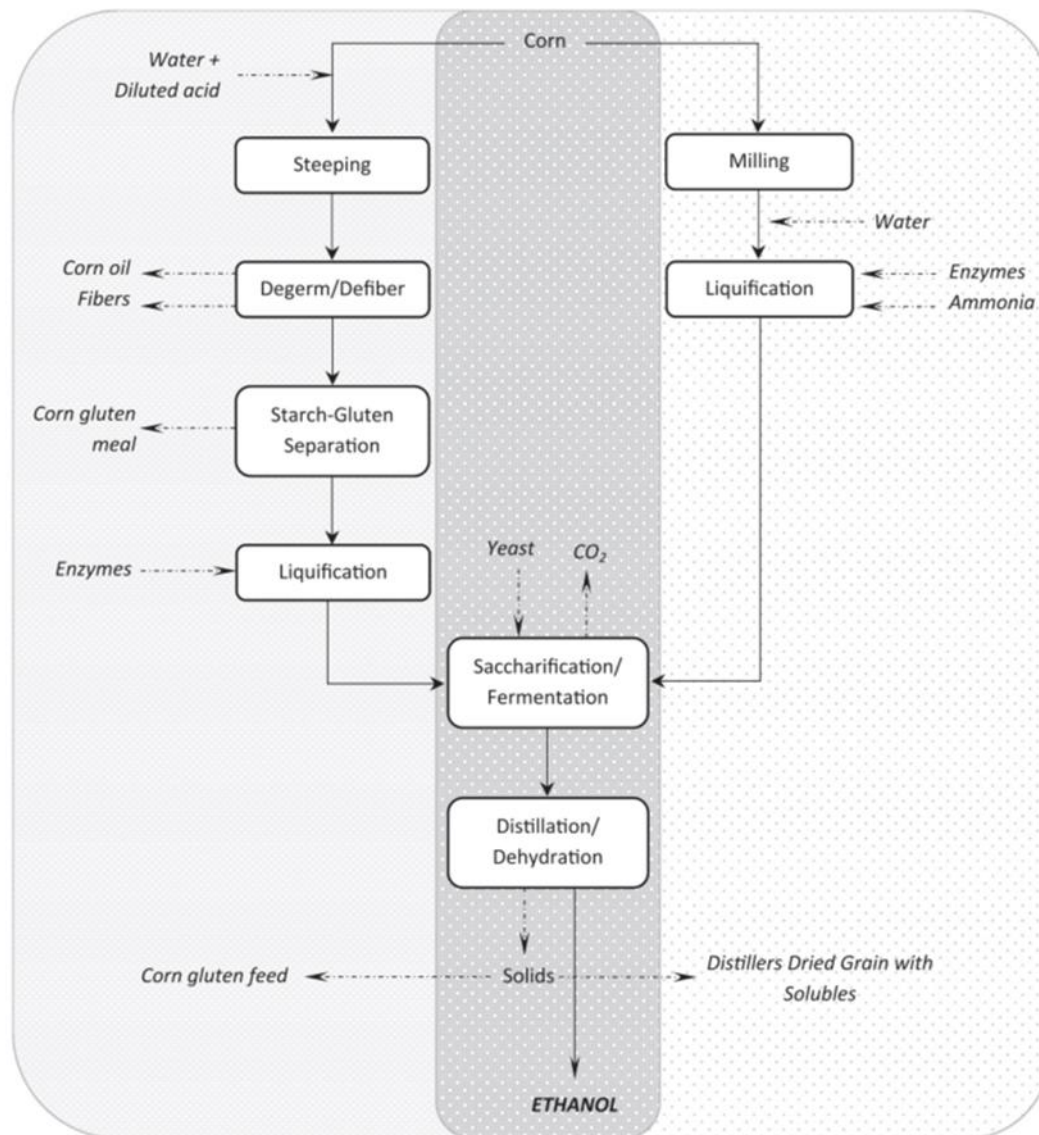 Corn
Water +
Diluted acid
Steeping
Milling
Water
Corn oil
Fibers
Degerm/Defiber
Liquification
Enzymes
Ammonia
Corn gluten
meal
Starch-Gluten
Separation
Enzymes
Liquification
Yeast
CO₂
Saccharification/
Fermentation
Distillation/
Dehydration
Corn gluten feed
Solids
Distillers Dried Grain with
Solubles
ETHANOL